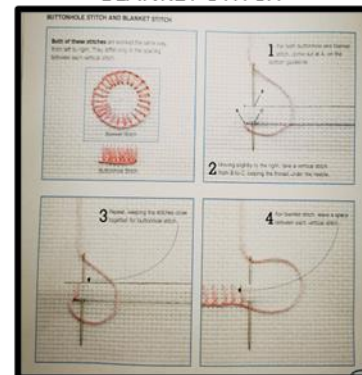 BLANKET STITCH
BUTTONHOLE STITCH AND BLANKET STITCH
Both of these stitches are worked the same way,
from left to right. They differ only in the spacing
between each vertical stitch.
Blanket Stitch
Buttonhole Stitch
1 For both buttonhole and blanket
stitch, come out at A, on the
bottom guideline.
2 Moving slightly to the right, take a vertical stitch
from B to C, keeping the thread under the needle.
3 Repeat, keeping the stitches close
together for buttonhole stitch.
4 For blanket stitch, leave a space
between each vertical stitch.